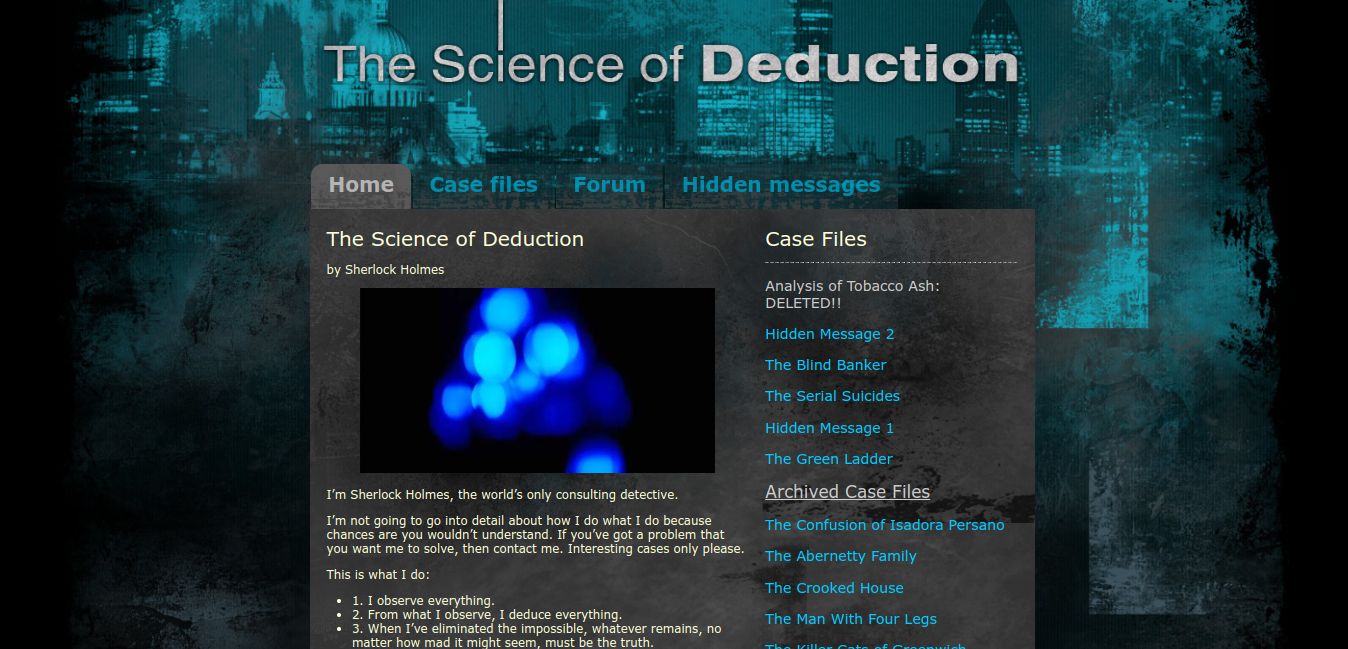 The Science of Deduction
Home
Case files
Forum
Hidden messages
The Science of Deduction
by Sherlock Holmes
I’m Sherlock Holmes, the world’s only consulting detective.
I’m not going to go into detail about how I do what I do because
chances are you wouldn’t understand. If you’ve got a problem that
you want me to solve, then contact me. Interesting cases only please.
This is what I do:
• 1. I observe everything.
• 2. From what I observe, I deduce everything.
• 3. When I’ve eliminated the impossible, whatever remains, no
matter how mad it might seem, must be the truth.
Case Files
Analysis of Tobacco Ash:
DELETED!!
Hidden Message 2
The Blind Banker
The Serial Suicides
Hidden Message 1
The Green Ladder
Archived Case Files
The Confusion of Isadora Persano
The Abernetty Family
The Crooked House
The Man With Four Legs
The Killer Cats of Greenwich